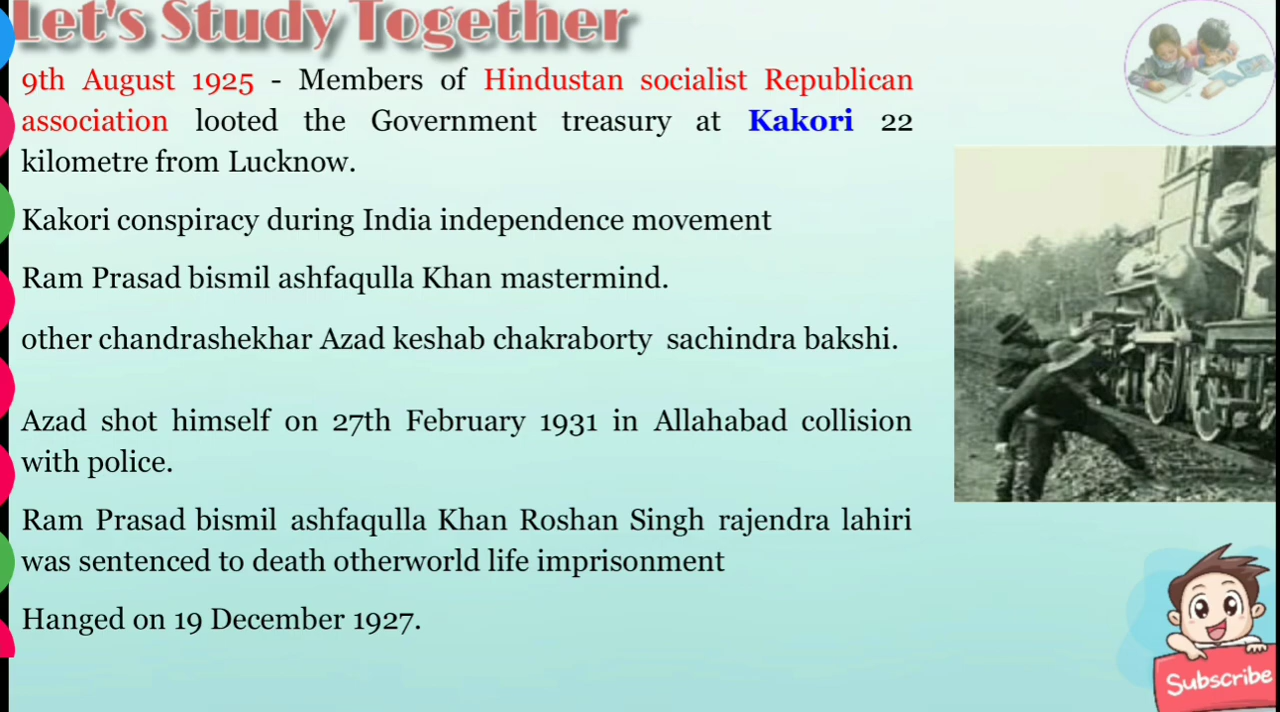 Let's Study Together
9th August 1925 - Members of Hindustan socialist Republican
association looted the Government treasury at Kakori 22
kilometre from Lucknow.
Kakori conspiracy during India independence movement
Ram Prasad bismil ashfaqulla Khan mastermind.
other chandrashekhar Azad keshab chakraborty sachindra bakshi.
Azad shot himself on 27th February 1931 in Allahabad collision
with police.
Ram Prasad bismil ashfaqulla Khan Roshan Singh rajendra lahiri
was sentenced to death otherworld life imprisonment
Hanged on 19 December 1927.
Subscribe